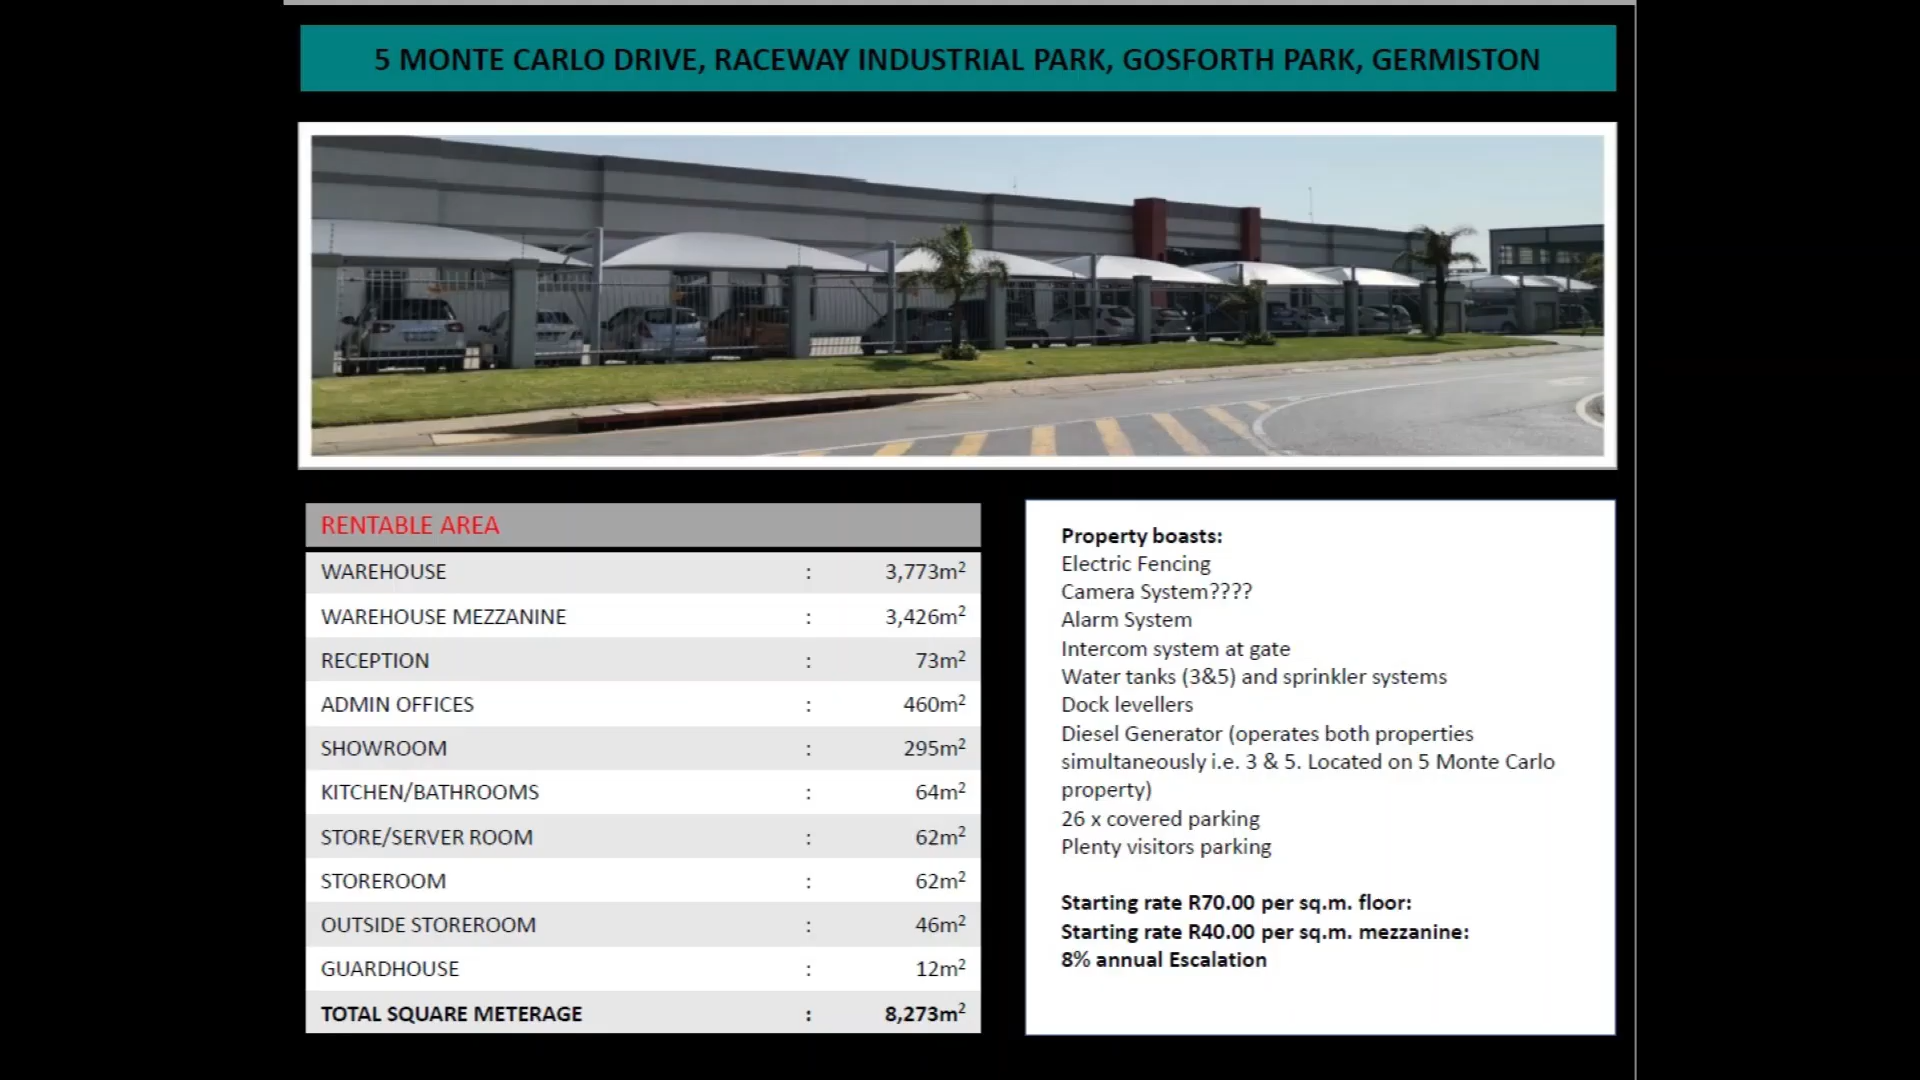 5 MONTE CARLO DRIVE, RACEWAY INDUSTRIAL PARK, GOSFORTH PARK, GERMISTON
RENTABLE AREA
WAREHOUSE : 3,773m²
WAREHOUSE MEZZANINE : 3,426m²
RECEPTION : 73m²
ADMIN OFFICES : 460m²
SHOWROOM : 295m²
KITCHEN/BATHROOMS : 64m²
STORE/SERVER ROOM : 62m²
STOREROOM : 62m²
OUTSIDE STOREROOM : 46m²
GUARDHOUSE : 12m²
TOTAL SQUARE METERAGE : 8,273m²
Property boasts:
Electric Fencing
Camera System????
Alarm System
Intercom system at gate
Water tanks (3&5) and sprinkler systems
Dock levellers
Diesel Generator (operates both properties
simultaneously i.e. 3 & 5. Located on 5 Monte Carlo
property)
26 x covered parking
Plenty visitors parking
Starting rate R70.00 per sq.m. floor:
Starting rate R40.00 per sq.m. mezzanine:
8% annual Escalation